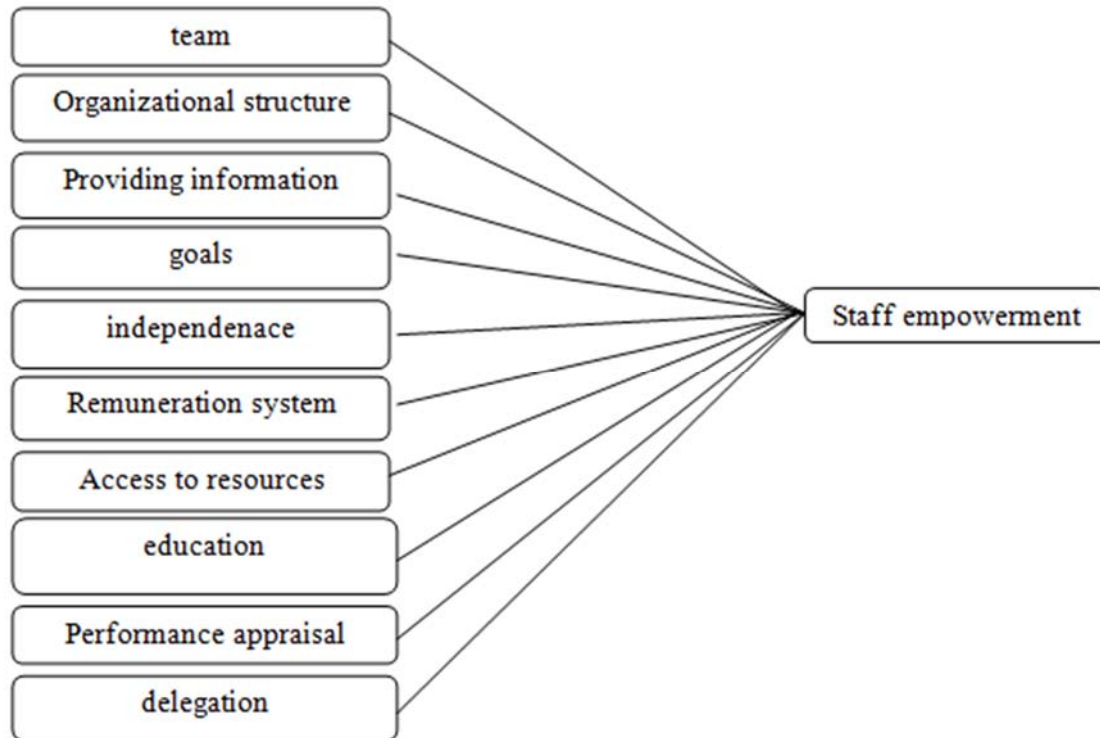 team
Organizational structure
Providing information
goals
independenace
Remuneration system
Access to resources
education
Performance appraisal
delegation
Staff empowerment